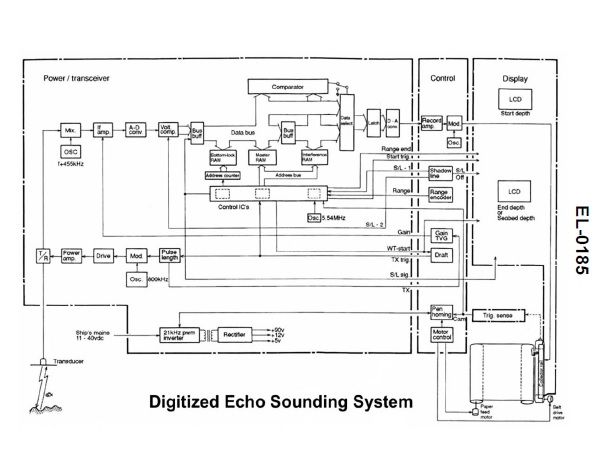 Power / transceiver
Control
Display
Comparator
LCD
Start depth
Mix.
If
amp.
A-D
conv.
Volt.
comp.
Bus
buff
Data bus
Bus
buff
Data
select
Latch
D - A
conv.
Record
amp.
Mod.
OSC
f+455kHz
Osc.
Bottom-lock
RAM
Master
RAM
Interference
RAM
Range end
Start trig.
Address counter
Address bus
S/L - 1
Shadow
line
S/L
Off
LCD
Control IC's
Range
Range
encoder
Osc
5.54MHz
End depth
or
Seabed depth
S/L - 2
Gain
Gain
TVG
WT-start
Draft
T/
R
Power
amp.
Drive
Mod.
Pulse
length
TX trig.
Osc.
800kHz
S/L sig.
TX
Pen
homing
Cam
Trig. sense
Ship's maine
11 - 40vdc
21kHz pwm
inverter
Rectifier
+90v
+12v
+5v
Motor
control
Transducer
Paper
feed
motor
Belt
drive
motor
Digitized Echo Sounding System
EL-0185